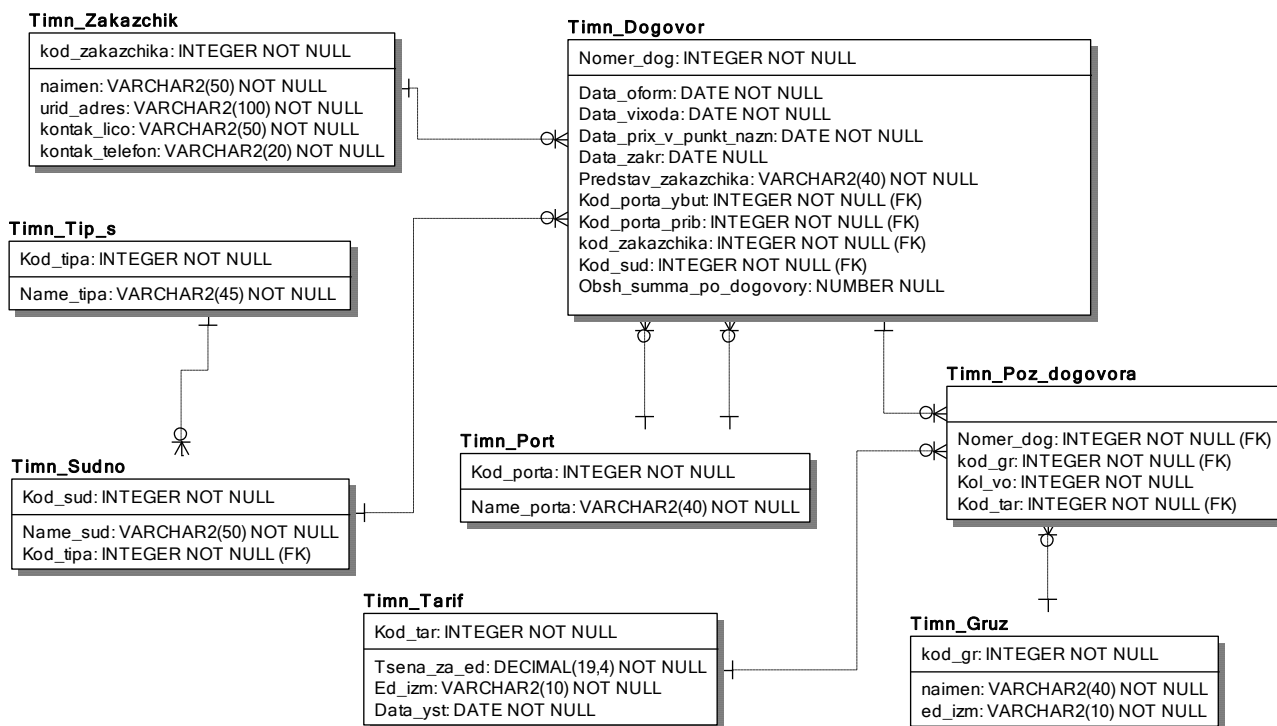 Timn_Zakazchik
kod_zakazchika: INTEGER NOT NULL
naimen: VARCHAR2(50) NOT NULL
urid_adres: VARCHAR2(100) NOT NULL
kontak_lico: VARCHAR2(50) NOT NULL
kontak_telefon: VARCHAR2(20) NOT NULL
Timn_Dogovor
Nomer_dog: INTEGER NOT NULL
Data_oform: DATE NOT NULL
Data_vixoda: DATE NOT NULL
Data_prix_v_punkt_nazn: DATE NOT NULL
Data_zakr: DATE NULL
Predstav_zakazchika: VARCHAR2(40) NOT NULL
Kod_porta_ybut: INTEGER NOT NULL (FK)
Kod_porta_prib: INTEGER NOT NULL (FK)
kod_zakazchika: INTEGER NOT NULL (FK)
Kod_sud: INTEGER NOT NULL (FK)
Obsh_summa_po_dogovory: NUMBER NULL
Timn_Tip_s
Kod_tipa: INTEGER NOT NULL
Name_tipa: VARCHAR2(45) NOT NULL
Timn_Poz_dogovora
Nomer_dog: INTEGER NOT NULL (FK)
kod_gr: INTEGER NOT NULL (FK)
Kol_vo: INTEGER NOT NULL
Kod_tar: INTEGER NOT NULL (FK)
Timn_Port
Kod_porta: INTEGER NOT NULL
Name_porta: VARCHAR2(40) NOT NULL
Timn_Sudno
Kod_sud: INTEGER NOT NULL
Name_sud: VARCHAR2(50) NOT NULL
Kod_tipa: INTEGER NOT NULL (FK)
Timn_Tarif
Kod_tar: INTEGER NOT NULL
Tsena_za_ed: DECIMAL(19,4) NOT NULL
Ed_izm: VARCHAR2(10) NOT NULL
Data_yst: DATE NOT NULL
Timn_Gruz
kod_gr: INTEGER NOT NULL
naimen: VARCHAR2(40) NOT NULL
ed_izm: VARCHAR2(10) NOT NULL